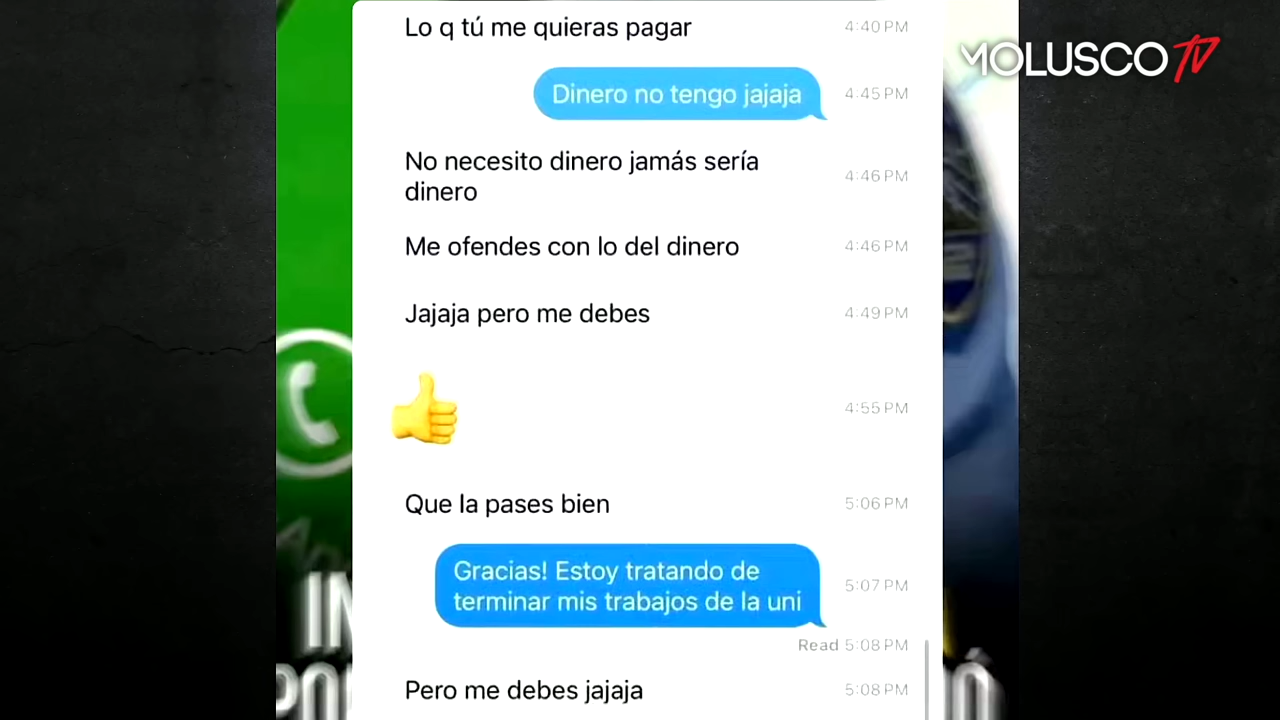 Lo q tú me quieras pagar
4:40 PM
MOLUSCO TV
Dinero no tengo jajaja
4:45 PM
No necesito dinero jamás sería
dinero
4:46 PM
Me ofendes con lo del dinero
4:46 PM
Jajaja pero me debes
4:49 PM
4:55 PM
Que la pases bien
5:06 PM
Gracias! Estoy tratando de
terminar mis trabajos de la uni
5:07 PM
Read 5:08 PM
Pero me debes jajaja
5:08 PM